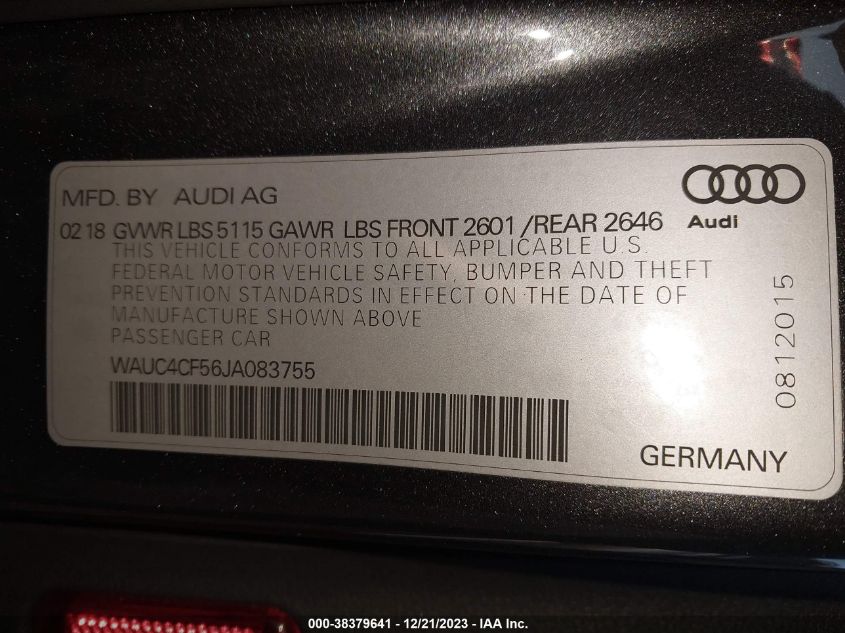 MFD. BY AUDI AG
02 18 GVWR LBS 5115 GAWR LBS FRONT 2601 /REAR 2646
Audi
THIS VEHICLE CONFORMS TO ALL APPLICABLE U.S.
FEDERAL MOTOR VEHICLE SAFETY, BUMPER AND THEFT
PREVENTION STANDARDS IN EFFECT ON THE DATE OF
MANUFACTURE SHOWN ABOVE
PASSENGER CAR
WAUC4CF56JA083755
0812015
GERMANY
000-38379641 - 12/21/2023 - IAA Inc.